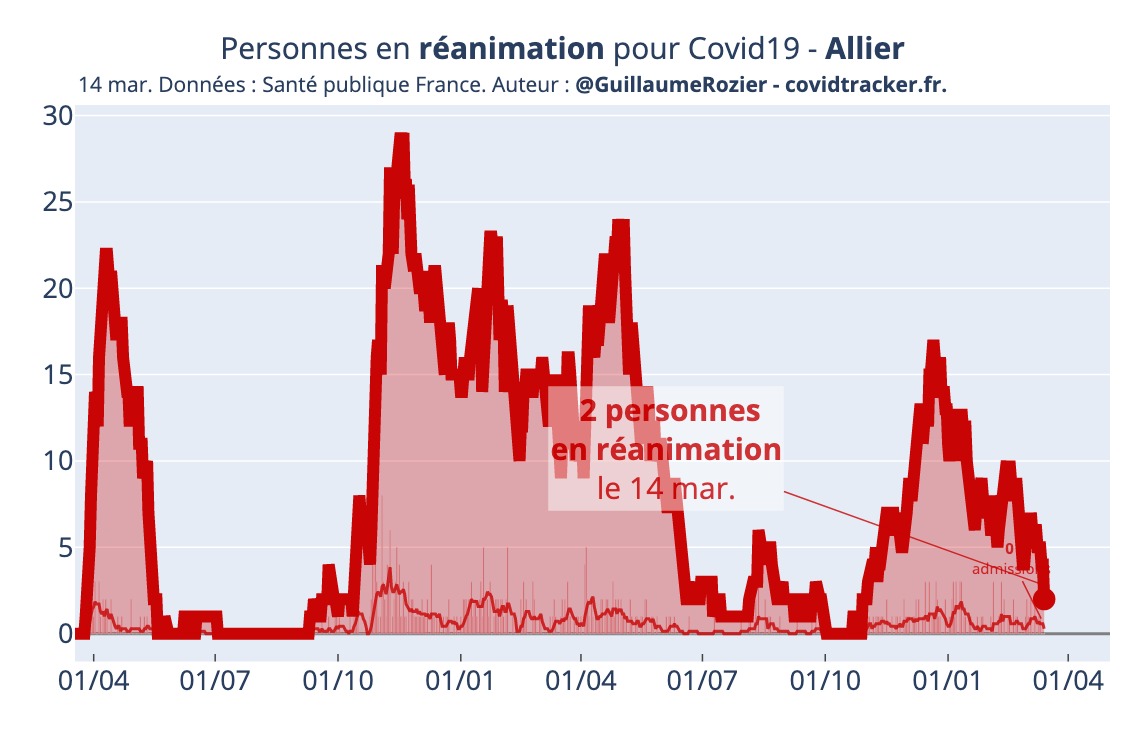 Personnes en réanimation pour Covid19 - Allier
14 mar. Données : Santé publique France. Auteur : @GuillaumeRozier - covidtracker.fr.
30
25
20
15
10
5
0
2 personnes
en réanimation
le 14 mar.
0
admissions
01/04 01/07 01/10 01/01 01/04 01/07 01/10 01/01 01/04